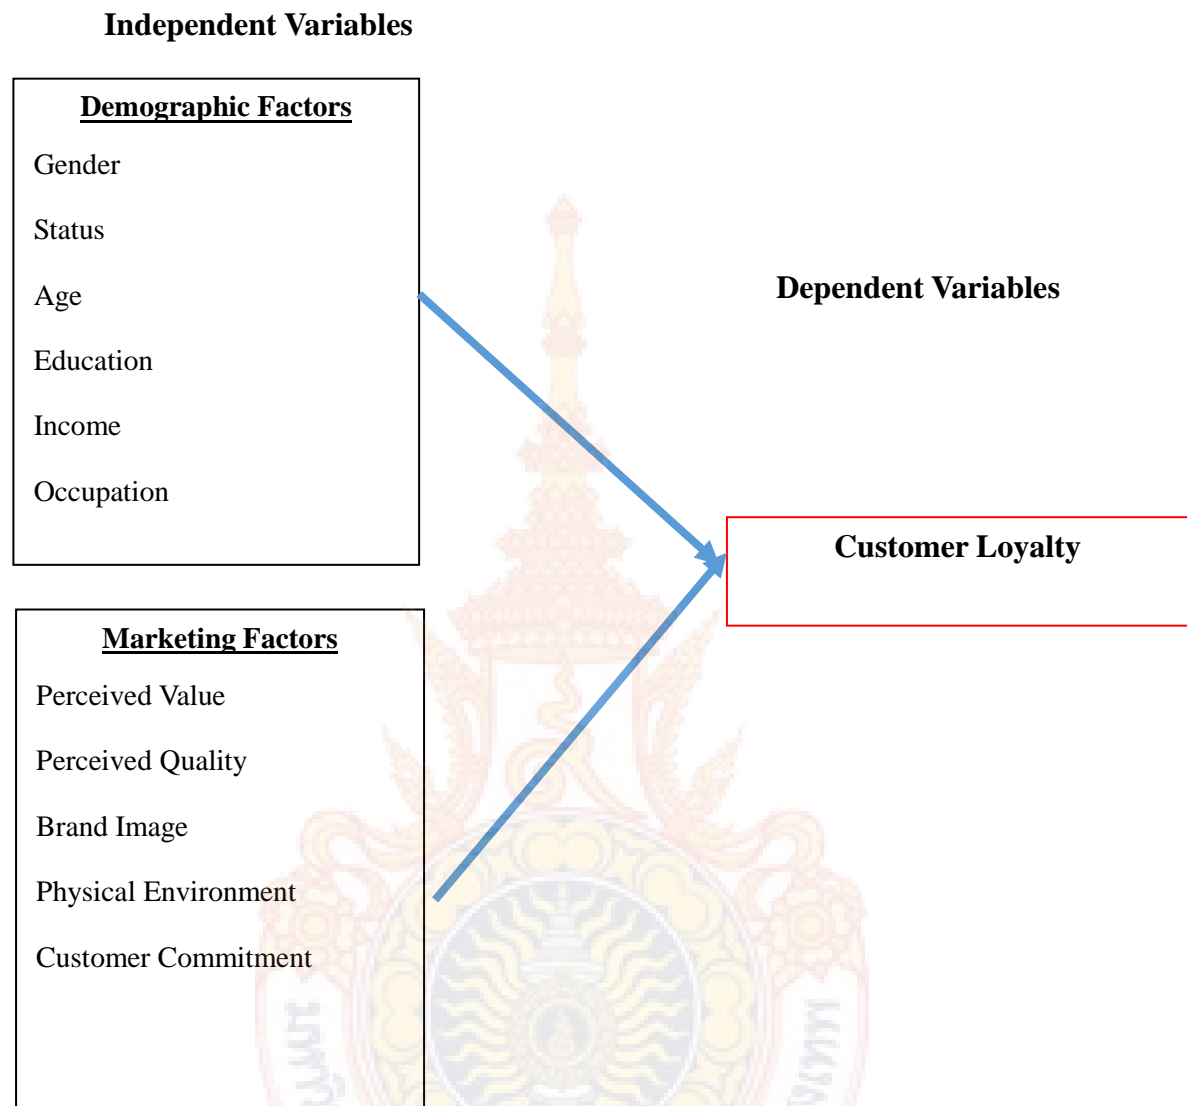 Independent Variables
Demographic Factors
Gender
Status
Age
Education
Income
Occupation
Dependent Variables
Customer Loyalty
Marketing Factors
Perceived Value
Perceived Quality
Brand Image
Physical Environment
Customer Commitment